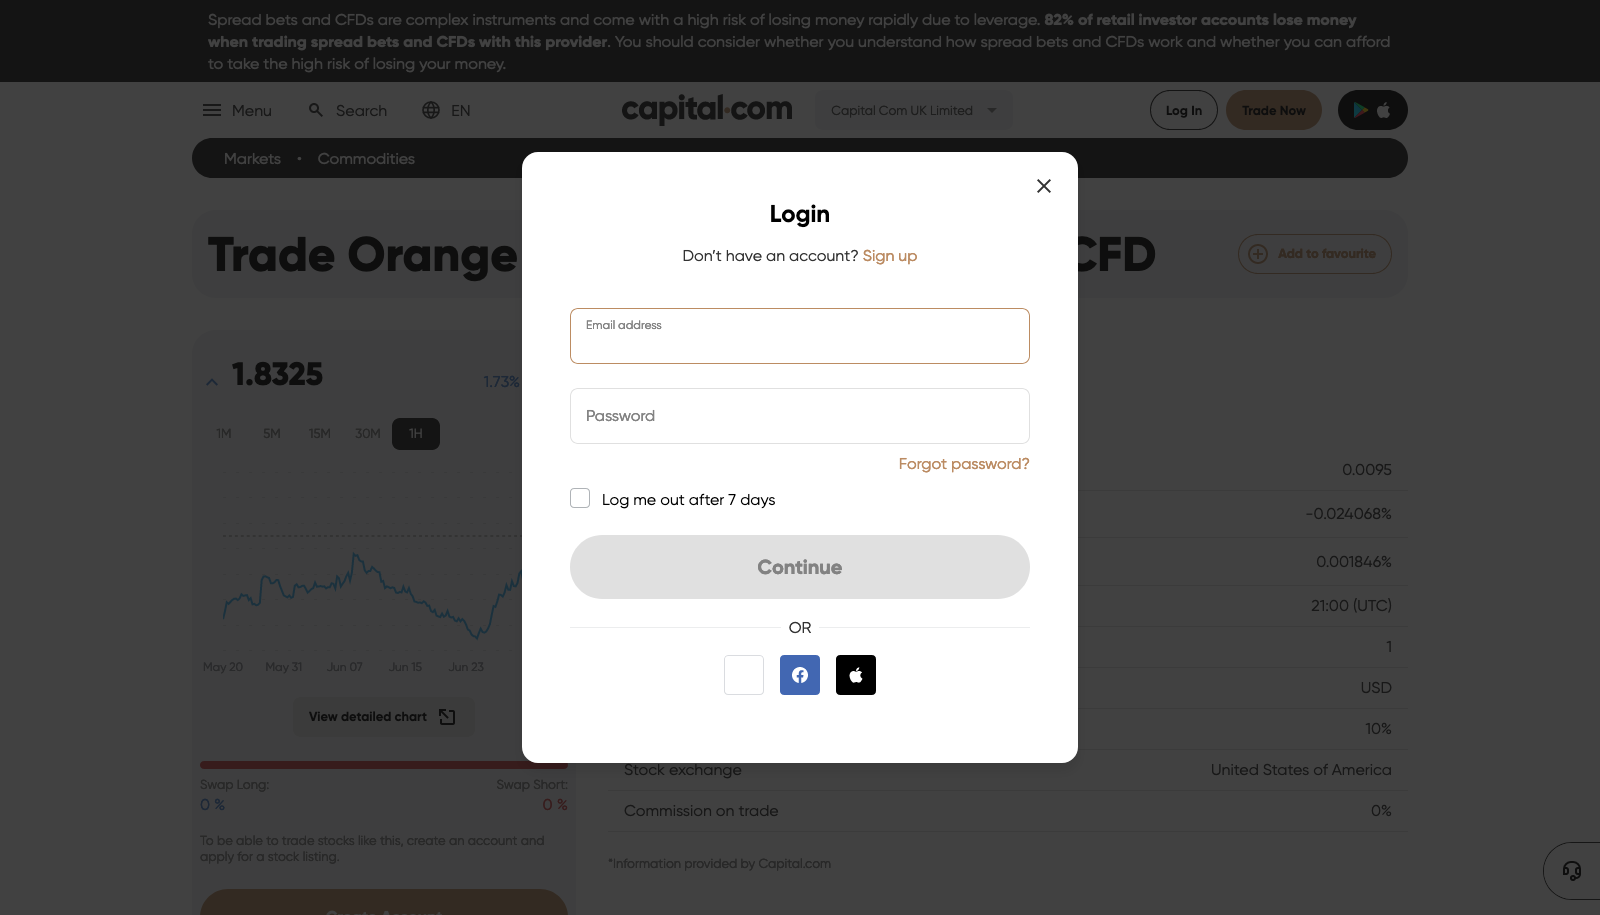 Spread bets and CFDs are complex instruments and come with a high risk of losing money rapidly due to leverage. 82% of retail investor accounts lose money
when trading spread bets and CFDs with this provider. You should consider whether you understand how spread bets and CFDs work and whether you can afford
to take the high risk of losing your money.
Menu
Search
EN
capital.com
Capital Com UK Limited
Log In
Trade Now
Markets • Commodities
Trade Orange
CFD
Add to favourite
Login
Don't have an account? Sign up
Email address
Password
Forgot password?
Log me out after 7 days
Continue
OR
1.8325
1.73%
1M 5M 15M 30M 1H
May 20 May 31 Jun 07 Jun 15 Jun 23
View detailed chart
Swap Long: Swap Short:
0 % 0 %
To be able to trade stocks like this, create an account and
apply for a stock listing.
Create Account
0.0095
-0.024068%
0.001846%
21:00 (UTC)
1
USD
10%
Stock exchange United States of America
Commission on trade 0%
*Information provided by Capital.com